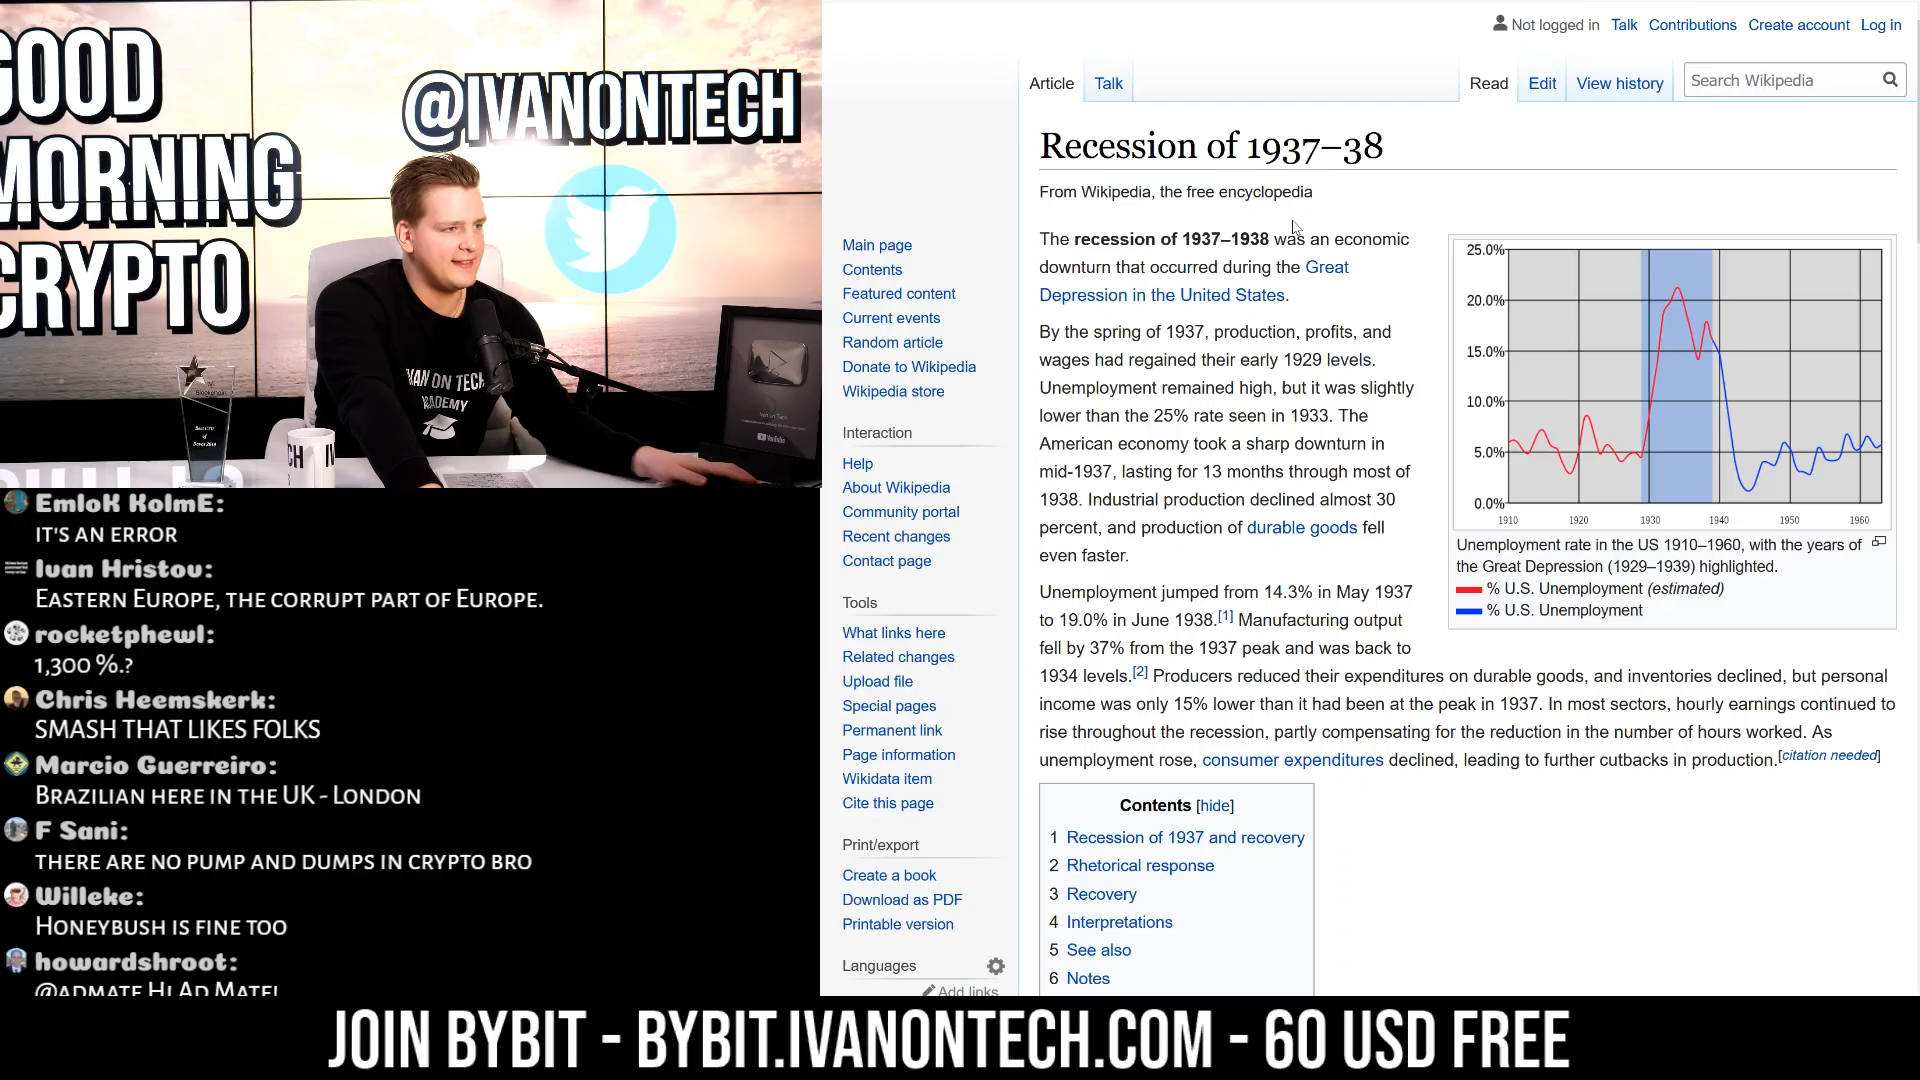 GOOD
MORNING
CRYPTO
@IVANONTECH
IVAN ON TECH
ACADEMY
YouTube
EmloK KolmE:
IT'S AN ERROR
Ivan Hristov:
EASTERN EUROPE, THE CORRUPT PART OF EUROPE.
rocketphewl:
1,300 %.?
Chris Heemskerk:
SMASH THAT LIKES FOLKS
Marcio Guerreiro:
BRAZILIAN HERE IN THE UK - LONDON
F Sani:
THERE ARE NO PUMP AND DUMPS IN CRYPTO BRO
Willeke:
HONEYBUSH IS FINE TOO
howardshroot:
@ADMATE HI AD MATE!
Not logged in Talk Contributions Create account Log in
Article Talk Read Edit View history Search Wikipedia
Main page
Contents
Featured content
Current events
Random article
Donate to Wikipedia
Wikipedia store
Interaction
Help
About Wikipedia
Community portal
Recent changes
Contact page
Tools
What links here
Related changes
Upload file
Special pages
Permanent link
Page information
Wikidata item
Cite this page
Print/export
Create a book
Download as PDF
Printable version
Languages
Add links
Recession of 1937–38
From Wikipedia, the free encyclopedia
The recession of 1937–1938 was an economic
downturn that occurred during the Great
Depression in the United States.
By the spring of 1937, production, profits, and
wages had regained their early 1929 levels.
Unemployment remained high, but it was slightly
lower than the 25% rate seen in 1933. The
American economy took a sharp downturn in
mid-1937, lasting for 13 months through most of
1938. Industrial production declined almost 30
percent, and production of durable goods fell
even faster.
Unemployment jumped from 14.3% in May 1937
to 19.0% in June 1938.[1] Manufacturing output
fell by 37% from the 1937 peak and was back to
1934 levels.[2] Producers reduced their expenditures on durable goods, and inventories declined, but personal
income was only 15% lower than it had been at the peak in 1937. In most sectors, hourly earnings continued to
rise throughout the recession, partly compensating for the reduction in the number of hours worked. As
unemployment rose, consumer expenditures declined, leading to further cutbacks in production.[citation needed]
25.0%
20.0%
15.0%
10.0%
5.0%
0.0%
1910 1920 1930 1940 1950 1960
Unemployment rate in the US 1910–1960, with the years of
the Great Depression (1929–1939) highlighted.
% U.S. Unemployment (estimated)
% U.S. Unemployment
Contents [hide]
1 Recession of 1937 and recovery
2 Rhetorical response
3 Recovery
4 Interpretations
5 See also
6 Notes
JOIN BYBIT - BYBIT.IVANONTECH.COM - 60 USD FREE